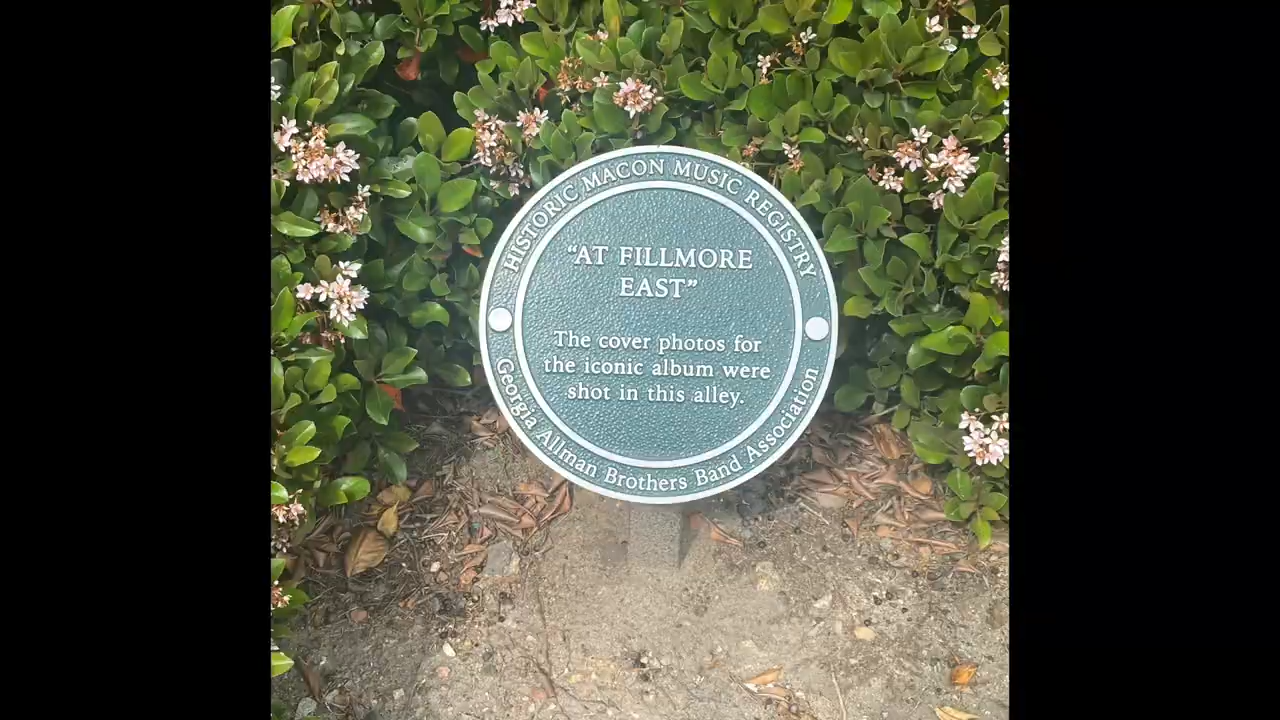 HISTORIC MACON MUSIC REGISTRY
“AT FILLMORE
EAST”
The cover photos for
the iconic album were
shot in this alley.
Georgia Allman Brothers Band Association